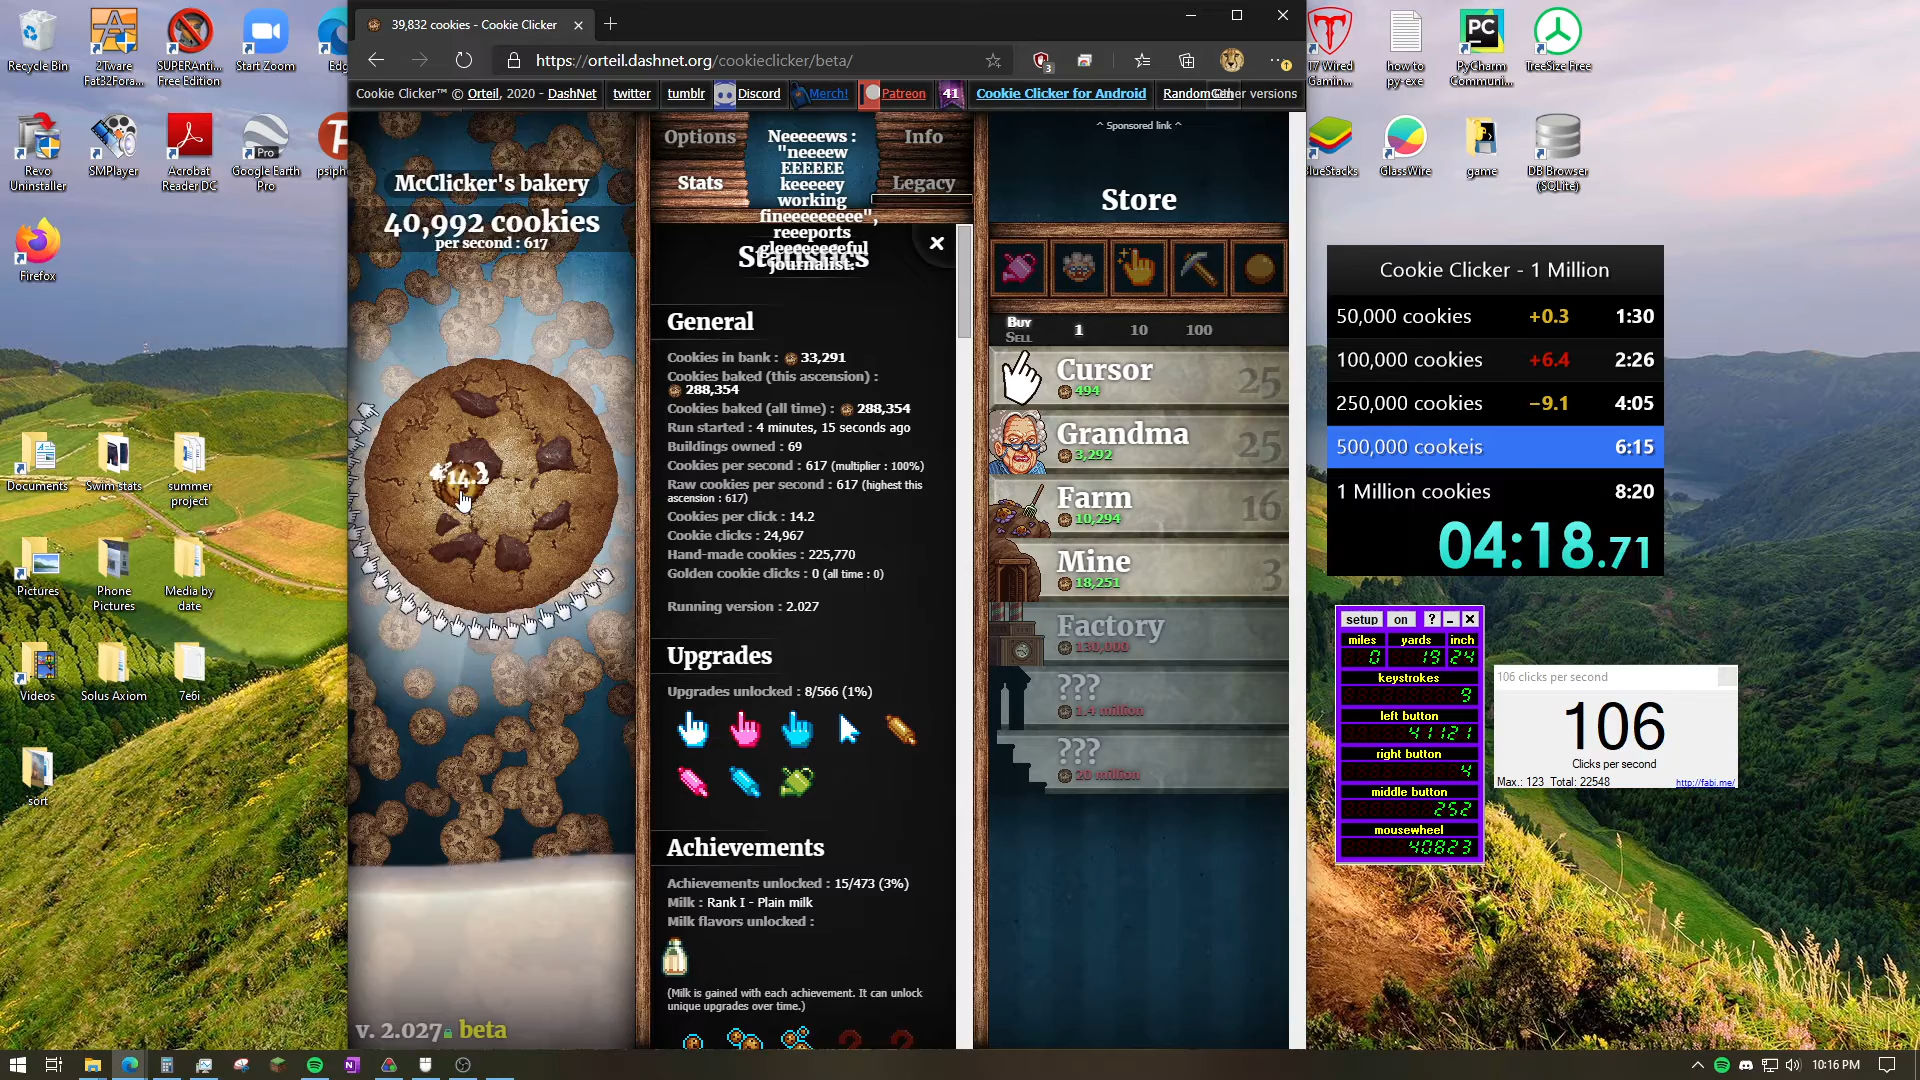 Recycle Bin
2Tware
Fat32Fora...
SUPERAnti...
Free Edition
Start Zoom
Edg
Revo
Uninstaller
SMPlayer
Acrobat
Reader DC
Google Earth
Pro
psipho
Firefox
Documents
Swim stats
summer
project
Pictures
Phone
Pictures
Media by
date
Videos
Solus Axiom
7e6i
sort
39,832 cookies - Cookie Clicker
https://orteil.dashnet.org/cookieclicker/beta/
3
Cookie Clicker™ © Orteil, 2020 - DashNet
twitter
tumblr
Discord
Merch!
Patreon
41
Cookie Clicker for Android
RandomGen
Other versions
McClicker's bakery
40,992 cookies
per second : 617
+14.2
v. 2.027 beta
Options
Stats
Info
Legacy
Neeeeews :
"neeeew
EEEEEE
keeeeey
working
fineeeeeeeee",
reeeports
gleeeeeeeful
journalist.
Statistics
General
Cookies in bank : 33,291
Cookies baked (this ascension) :
288,354
Cookies baked (all time) : 288,354
Run started : 4 minutes, 15 seconds ago
Buildings owned : 69
Cookies per second : 617 (multiplier : 100%)
Raw cookies per second : 617 (highest this
ascension : 617)
Cookies per click : 14.2
Cookie clicks : 24,967
Hand-made cookies : 225,770
Golden cookie clicks : 0 (all time : 0)
Running version : 2.027
Upgrades
Upgrades unlocked : 8/566 (1%)
Achievements
Achievements unlocked : 15/473 (3%)
Milk : Rank I - Plain milk
Milk flavors unlocked :
(Milk is gained with each achievement. It can unlock
unique upgrades over time.)
^ Sponsored link ^
Store
Buy
Sell
1
10
100
Cursor
494
25
Grandma
3,292
25
Farm
10,294
16
Mine
18,251
3
Factory
130,000
???
1.4 million
???
20 million
T7 Wired
Gamin...
how to
py-exe
PyCharm
Communi...
TreeSize Free
BlueStacks
GlassWire
game
DB Browser
(SQLite)
Cookie Clicker - 1 Million
50,000 cookies +0.3 1:30
100,000 cookies +6.4 2:26
250,000 cookies −9.1 4:05
500,000 cookeis 6:15
1 Million cookies 8:20
04:18.71
setup on ? _ X
miles yards inch
0 19 24
keystrokes
9
left button
41121
right button
4
middle button
252
mousewheel
40823
106 clicks per second
106
Clicks per second
Max.: 123 Total: 22548
http://fabi.me/
10:16 PM